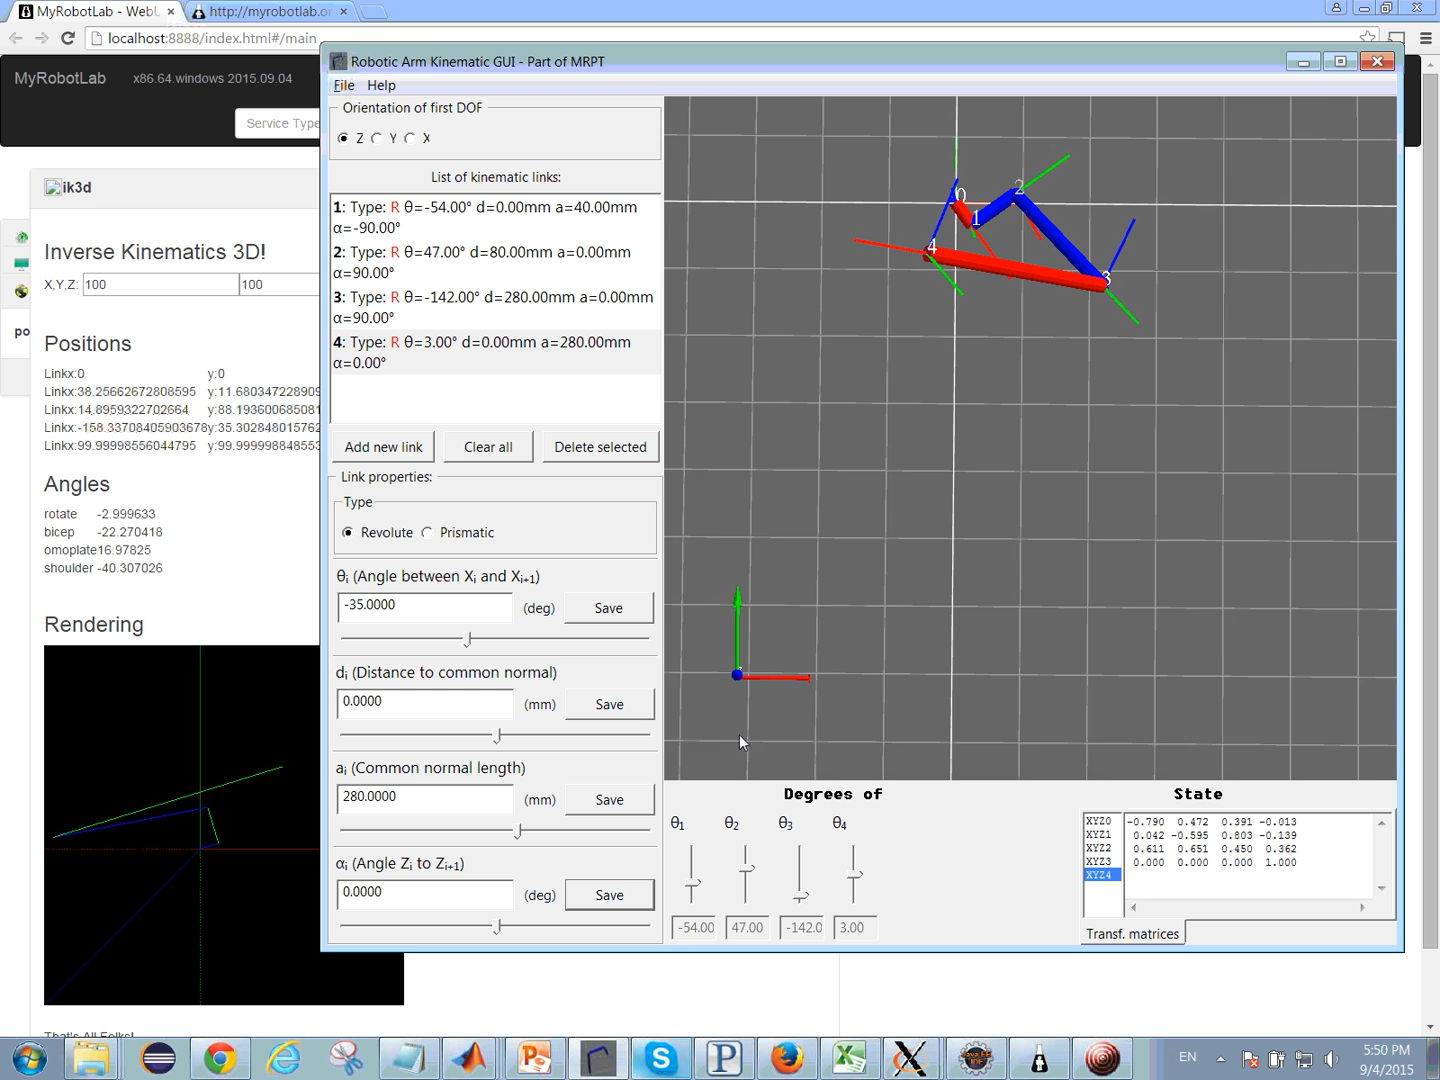 MyRobotLab - WebU
http://myrobotlab.or
localhost:8888/index.html#/main
MyRobotLab
x86.64.windows 2015.09.04
Service Type
ik3d
Inverse Kinematics 3D!
X,Y,Z:
100
100
po
Positions
Linkx:0 y:0
Linkx:38.25662672808595 y:11.680347228909
Linkx:14.8959322702664 y:88.193600685081
Linkx:-158.33708405903678 y:35.302848015762
Linkx:99.99998556044795 y:99.999998848553
Angles
rotate -2.999633
bicep -22.270418
omoplate 16.97825
shoulder -40.307026
Rendering
That's All Folks!
Robotic Arm Kinematic GUI - Part of MRPT
File Help
Orientation of first DOF
Z Y X
List of kinematic links:
1: Type: R θ=-54.00° d=0.00mm a=40.00mm
α=-90.00°
2: Type: R θ=47.00° d=80.00mm a=0.00mm
α=90.00°
3: Type: R θ=-142.00° d=280.00mm a=0.00mm
α=90.00°
4: Type: R θ=3.00° d=0.00mm a=280.00mm
α=0.00°
Add new link Clear all Delete selected
Link properties:
Type
Revolute Prismatic
θi (Angle between Xi and Xi+1)
-35.0000 (deg) Save
di (Distance to common normal)
0.0000 (mm) Save
ai (Common normal length)
280.0000 (mm) Save
αi (Angle Zi to Zi+1)
0.0000 (deg) Save
0
1
2
3
4
Degrees of
θ1 θ2 θ3 θ4
-54.00 47.00 -142.0 3.00
State
XYZ0
XYZ1
XYZ2
XYZ3
XYZ4
-0.790 0.472 0.391 -0.013
0.042 -0.595 0.803 -0.139
0.611 0.651 0.450 0.362
0.000 0.000 0.000 1.000
Transf. matrices
EN
5:50 PM
9/4/2015